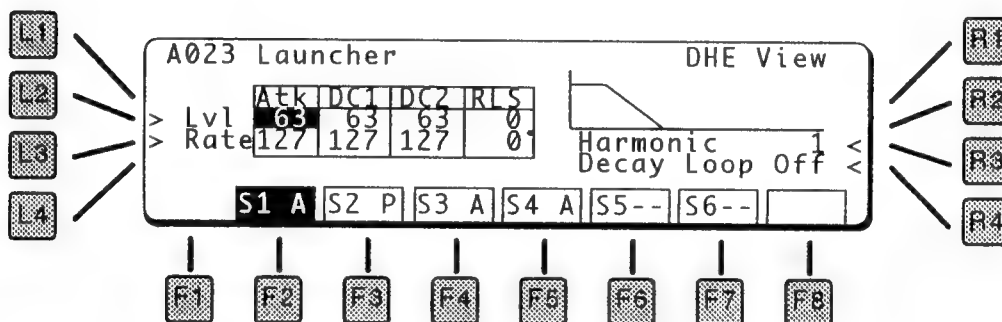 L1
R1
A023 Launcher DHE View
L2
R2
Atk DC1 DC2 RLS
> Lvl 63 63 63 0
> Rate 127 127 127 0
Harmonic 1 <
L3
R3
Decay Loop Off <
L4
R4
S1 A S2 P S3 A S4 A S5-- S6--
F1 F2 F3 F4 F5 F6 F7 F8